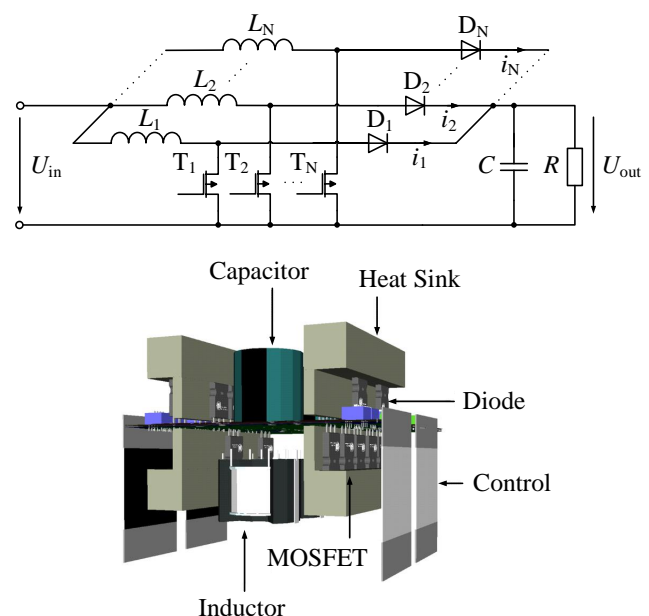 L_N
D_N
i_N
L_2
D_2
i_2
L_1
D_1
i_1
U_in
T_1 T_2 T_N
C
R
U_out
Capacitor
Heat Sink
Diode
Control
MOSFET
Inductor